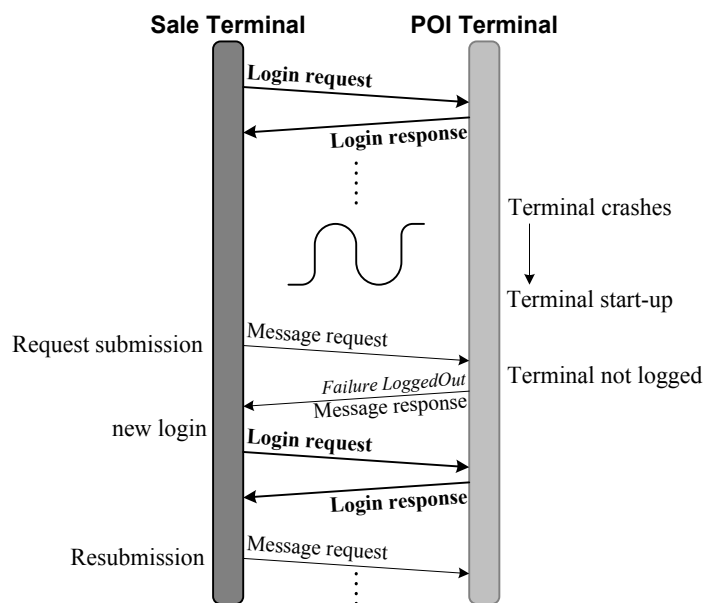 Sale Terminal
POI Terminal
Login request
Login response
Terminal crashes
Terminal start-up
Message request
Request submission
Failure LoggedOut
Terminal not logged
Message response
new login
Login request
Login response
Message request
Resubmission